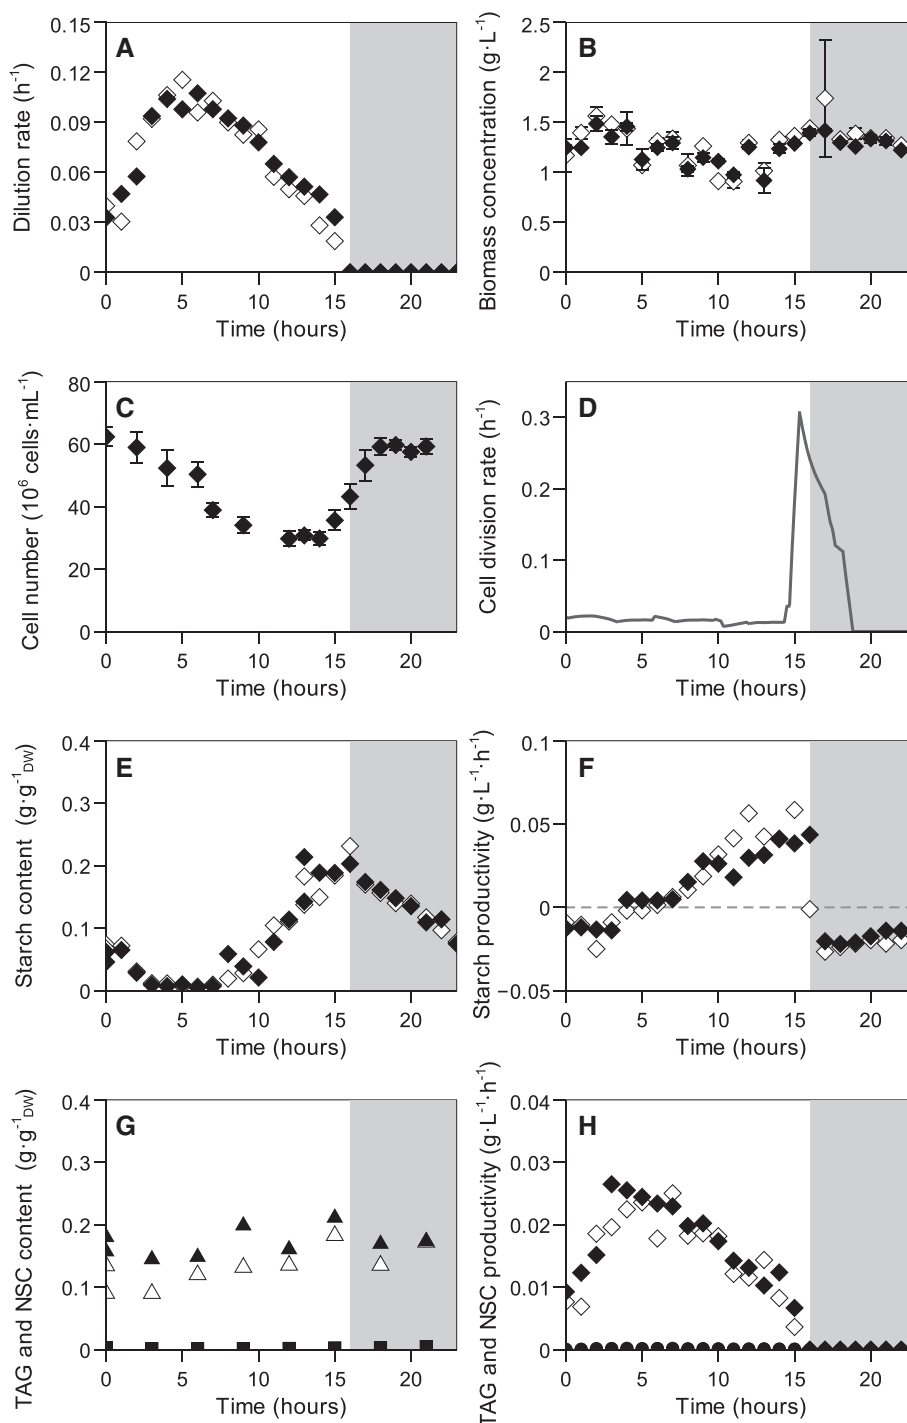 A
Dilution rate (h-1)
0.15
0.12
0.09
0.06
0.03
0
0 5 10 15 20
Time (hours)
B
Biomass concentration (g·L-1)
2.5
2
1.5
1
0.5
0
0 5 10 15 20
Time (hours)
C
Cell number (10^6 cells·mL-1)
80
60
40
20
0
0 5 10 15 20
Time (hours)
D
Cell division rate (h-1)
0.3
0.2
0.1
0
0 5 10 15 20
Time (hours)
E
Starch content (g·g-1DW)
0.4
0.3
0.2
0.1
0
0 5 10 15 20
Time (hours)
F
Starch productivity (g·L-1·h-1)
0.1
0.05
0
−0.05
0 5 10 15 20
Time (hours)
G
TAG and NSC content (g·g-1DW)
0.4
0.3
0.2
0.1
0
0 5 10 15 20
Time (hours)
H
TAG and NSC productivity (g·L-1·h-1)
0.04
0.03
0.02
0.01
0
0 5 10 15 20
Time (hours)